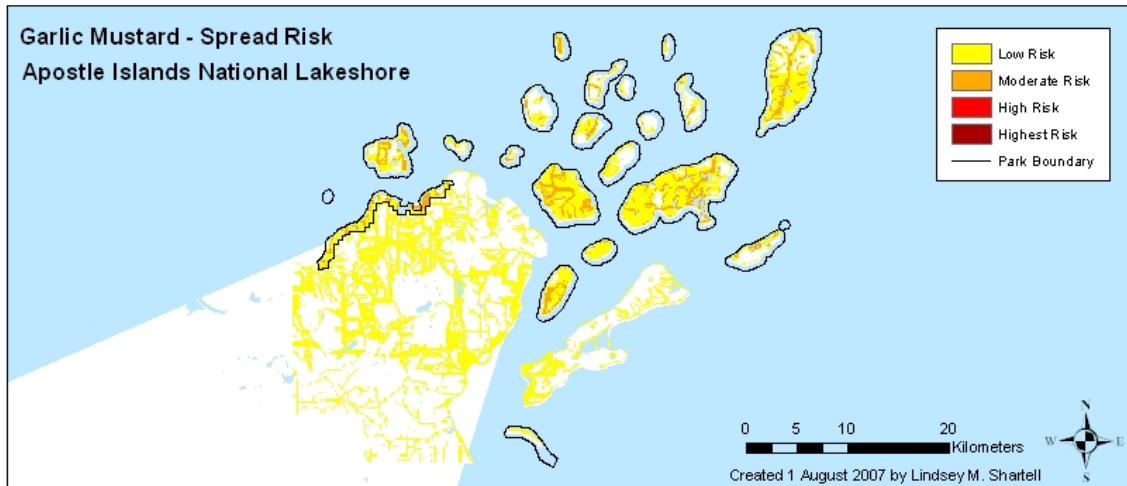 Garlic Mustard - Spread Risk
Apostle Islands National Lakeshore
Low Risk
Moderate Risk
High Risk
Highest Risk
Park Boundary
0 5 10 20
Kilometers
N
W E
S
Created 1 August 2007 by Lindsey M. Shartell